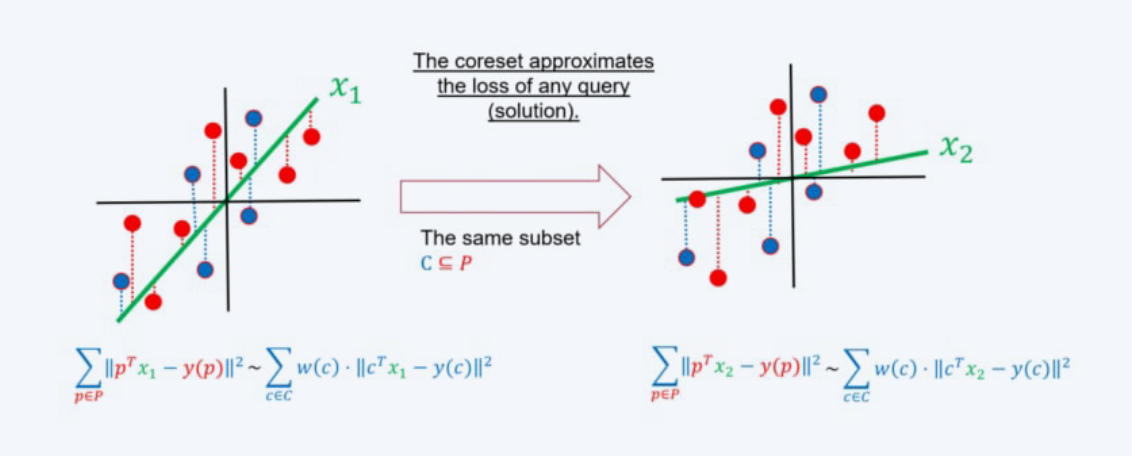 The coreset approximates
the loss of any query
(solution).
x₁
x₂
The same subset
C ⊆ P
∑_{p∈P} ‖pᵀx₁ − y(p)‖² ~ ∑_{c∈C} w(c) · ‖cᵀx₁ − y(c)‖²
∑_{p∈P} ‖pᵀx₂ − y(p)‖² ~ ∑_{c∈C} w(c) · ‖cᵀx₂ − y(c)‖²